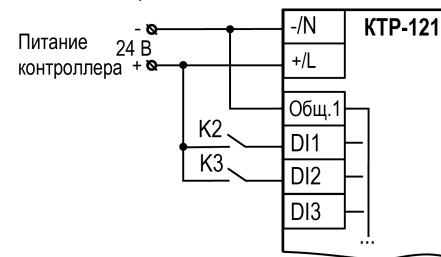 -
-/N
КТР-121
Питание
24 В
контроллера
+
+/L
Общ.1
K2
DI1
K3
DI2
DI3
...